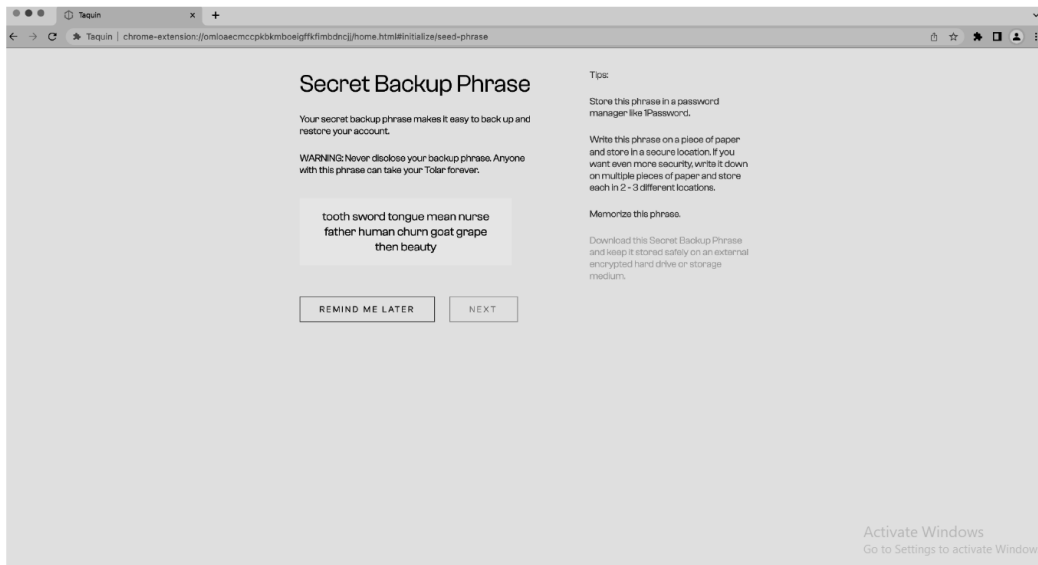 Taquin
Taquin | chrome-extension://omloaecmccpkbkmboeigffkfimbdncjj/home.html#initialize/seed-phrase
Secret Backup Phrase
Your secret backup phrase makes it easy to back up and
restore your account.
WARNING: Never disclose your backup phrase. Anyone
with this phrase can take your Tolar forever.
tooth sword tongue mean nurse
father human churn goat grape
then beauty
REMIND ME LATER
NEXT
Tips:
Store this phrase in a password
manager like 1Password.
Write this phrase on a piece of paper
and store in a secure location. If you
want even more security, write it down
on multiple pieces of paper and store
each in 2 - 3 different locations.
Memorize this phrase.
Download this Secret Backup Phrase
and keep it stored safely on an external
encrypted hard drive or storage
medium.
Activate Windows
Go to Settings to activate Window